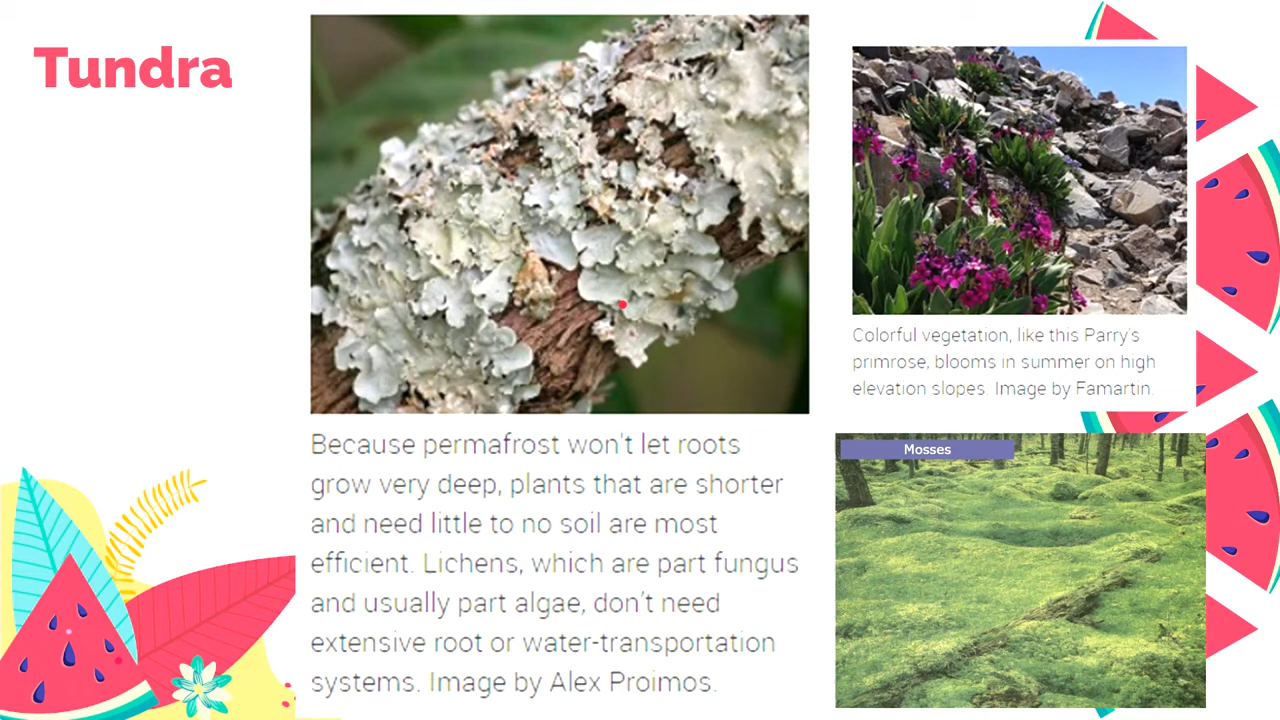 Tundra
Because permafrost won't let roots
grow very deep, plants that are shorter
and need little to no soil are most
efficient. Lichens, which are part fungus
and usually part algae, don't need
extensive root or water-transportation
systems. Image by Alex Proimos.
Colorful vegetation, like this Parry's
primrose, blooms in summer on high
elevation slopes. Image by Famartin.
Mosses